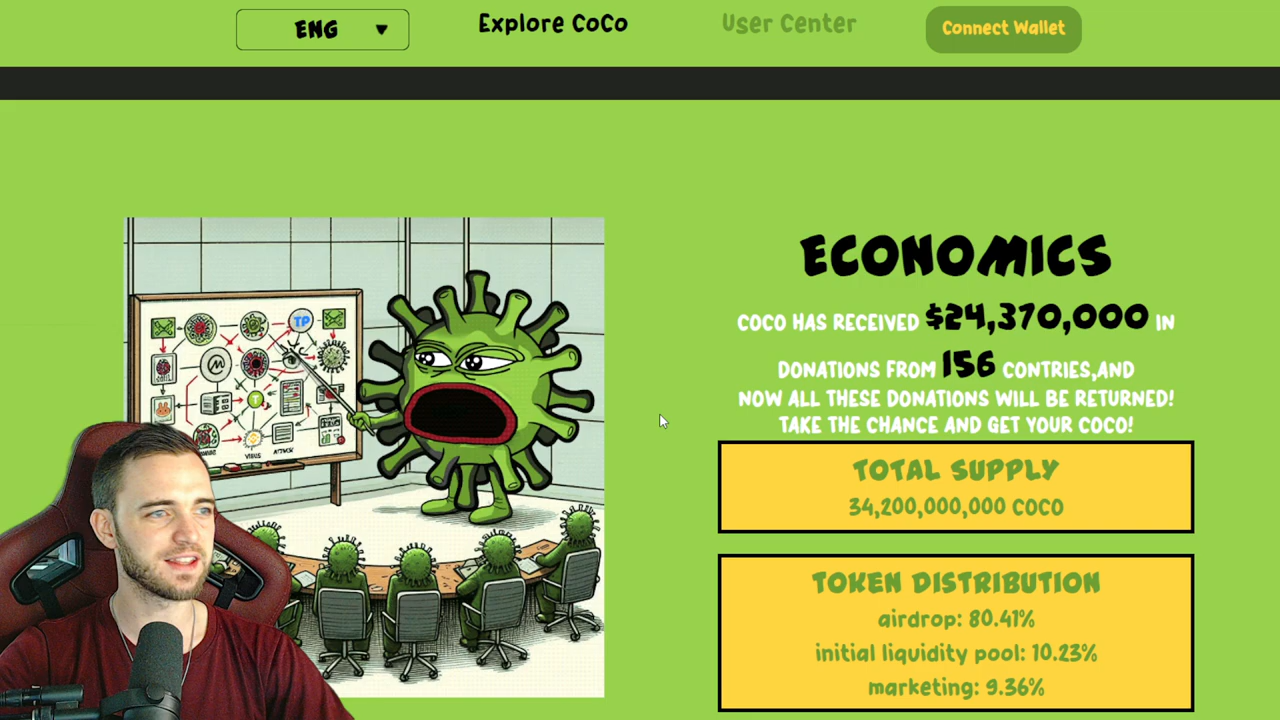 ENG
Explore CoCo
User Center
Connect Wallet
TP
VIBUS
ECONOMICS
COCO HAS RECEIVED $24,370,000 IN
DONATIONS FROM 156 CONTRIES,AND
NOW ALL THESE DONATIONS WILL BE RETURNED!
TAKE THE CHANCE AND GET YOUR COCO!
TOTAL SUPPLY
34,200,000,000 COCO
TOKEN DISTRIBUTION
airdrop: 80.41%
initial liquidity pool: 10.23%
marketing: 9.36%